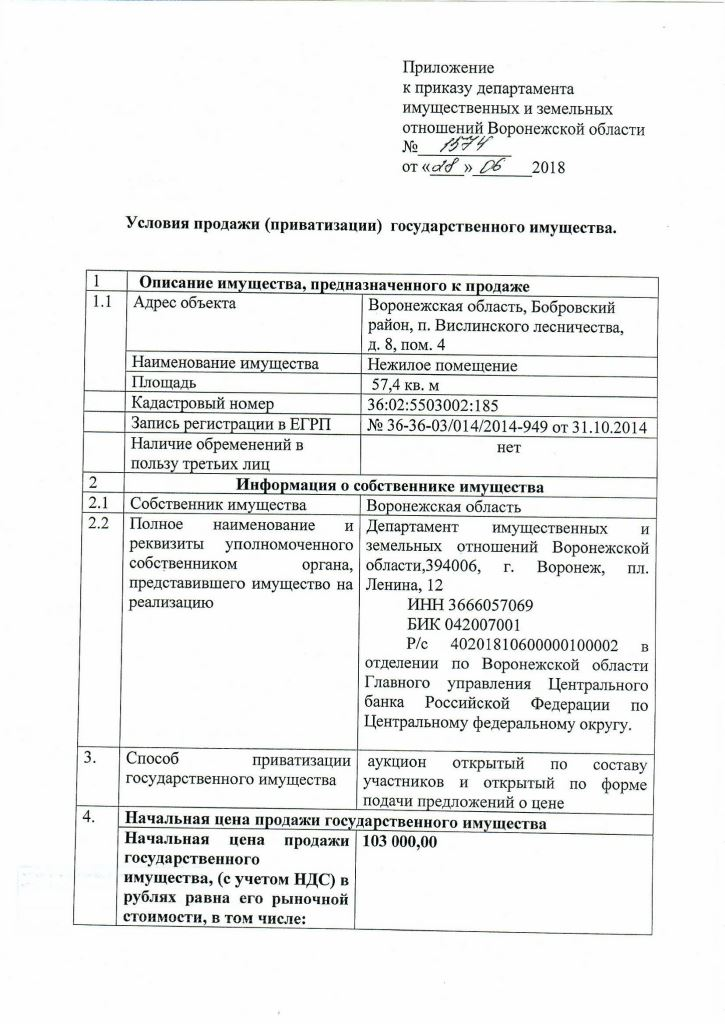 Приложение
к приказу департамента
имущественных и земельных
отношений Воронежской области
№ 1574
от «28» 06 2018
Условия продажи (приватизации) государственного имущества.
1 Описание имущества, предназначенного к продаже
1.1 Адрес объекта Воронежская область, Бобровский
район, п. Вислинского лесничества,
д. 8, пом. 4
Наименование имущества Нежилое помещение
Площадь 57,4 кв. м
Кадастровый номер 36:02:5503002:185
Запись регистрации в ЕГРП № 36-36-03/014/2014-949 от 31.10.2014
Наличие обременений в нет
пользу третьих лиц
2 Информация о собственнике имущества
2.1 Собственник имущества Воронежская область
2.2 Полное наименование и Департамент имущественных и
реквизиты уполномоченного земельных отношений Воронежской
собственником органа, области,394006, г. Воронеж, пл.
представившего имущество на Ленина, 12
реализацию ИНН 3666057069
БИК 042007001
Р/с 40201810600000100002 в
отделении по Воронежской области
Главного управления Центрального
банка Российской Федерации по
Центральному федеральному округу.
3. Способ приватизации аукцион открытый по составу
государственного имущества участников и открытый по форме
подачи предложений о цене
4. Начальная цена продажи государственного имущества
Начальная цена продажи 103 000,00
государственного
имущества, (с учетом НДС) в
рублях равна его рыночной
стоимости, в том числе: